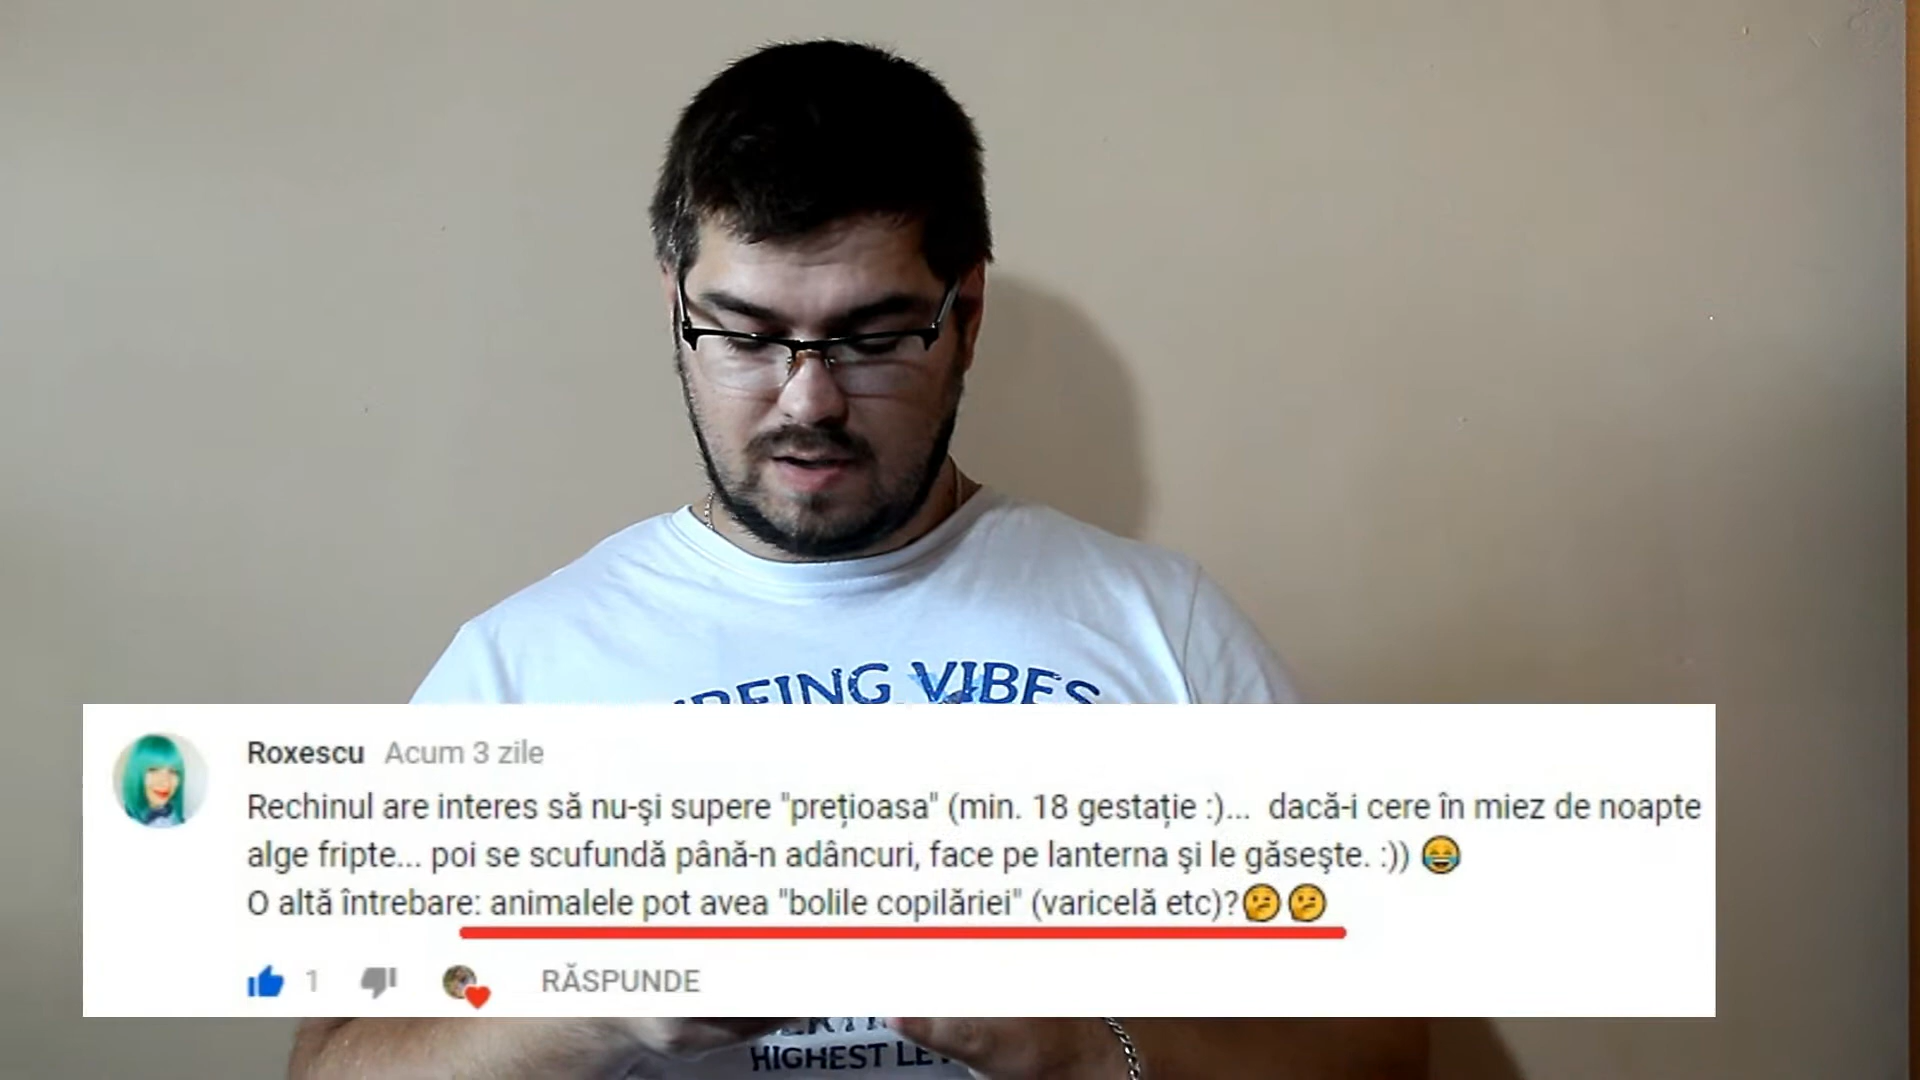 VIBES
Roxescu Acum 3 zile
Rechinul are interes să nu-şi supere "prețioasa" (min. 18 gestație :)... dacă-i cere în miez de noapte
alge fripte... poi se scufundă până-n adâncuri, face pe lanterna şi le găseşte. :)) 😂
O altă întrebare: animalele pot avea "bolile copilăriei" (varicelă etc)?🤔🤔
1 RĂSPUNDE
HIGHEST